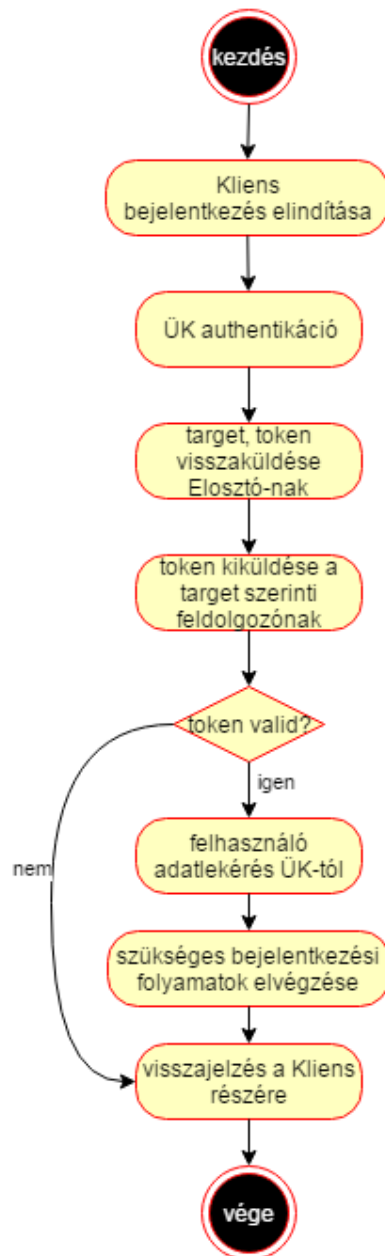 kezdés
Kliens
bejelentkezés elindítása
ÜK authentikáció
target, token
visszaküldése
Elosztó-nak
token kiküldése a
target szerinti
feldolgozónak
token valid?
igen
nem
felhasználó
adatlekérés ÜK-tól
szükséges bejelentkezési
folyamatok elvégzése
visszajelzés a Kliens
részére
vége